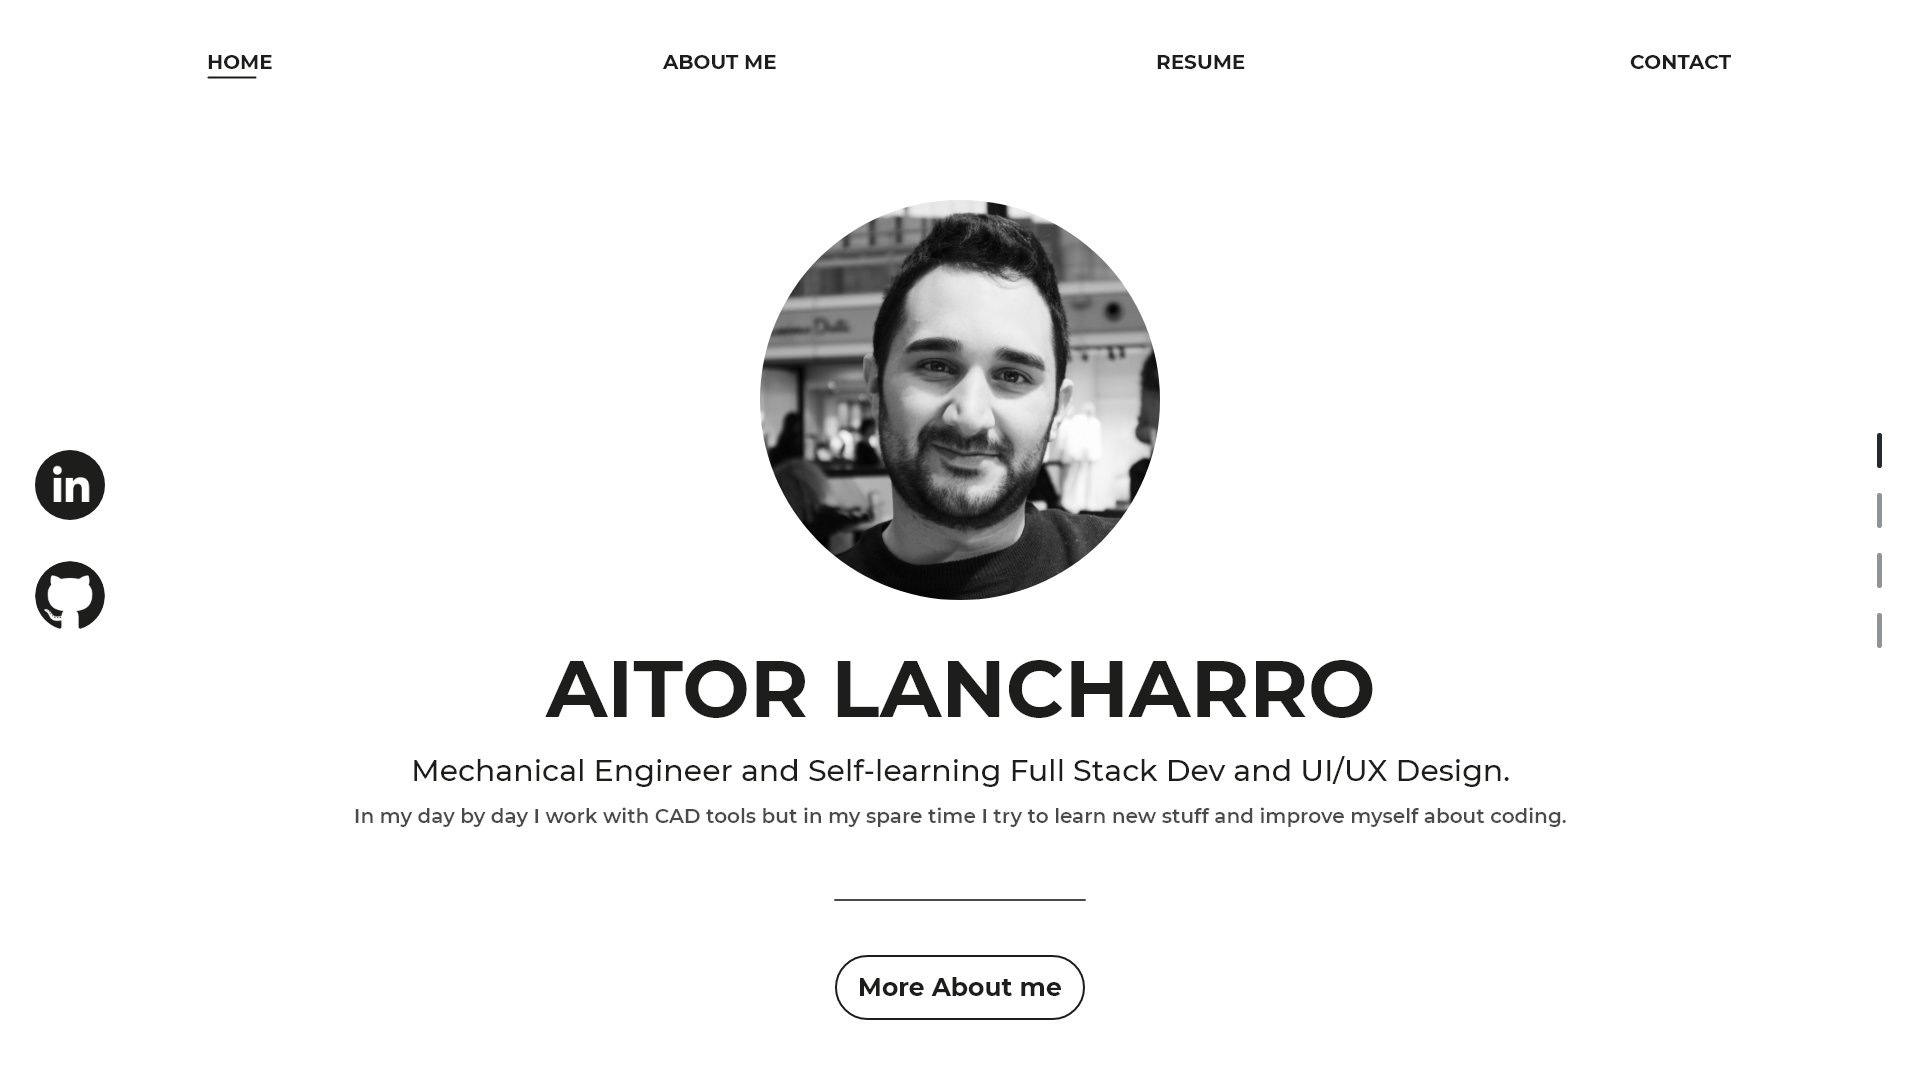 HOME
ABOUT ME
RESUME
CONTACT
in
AITOR LANCHARRO
Mechanical Engineer and Self-learning Full Stack Dev and UI/UX Design.
In my day by day I work with CAD tools but in my spare time I try to learn new stuff and improve myself about coding.
More About me